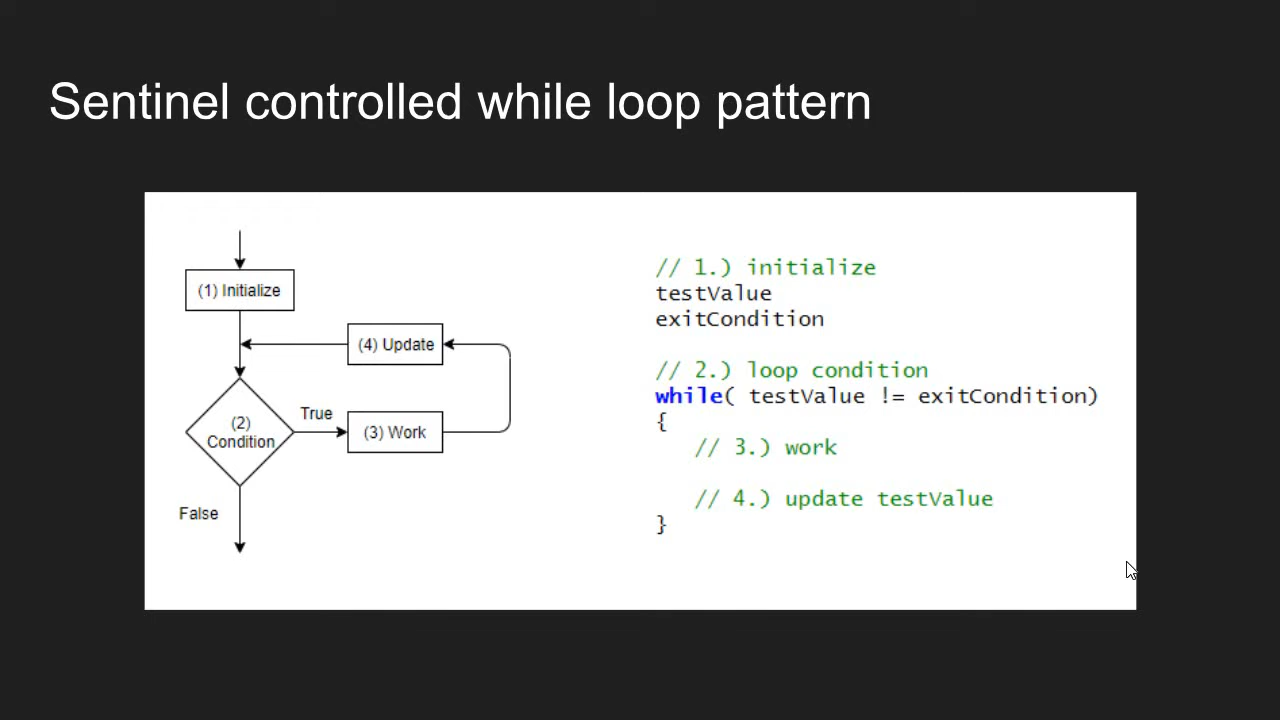 Sentinel controlled while loop pattern
(1) Initialize
(4) Update
(2)
Condition
True
(3) Work
False
// 1.) initialize
testValue
exitCondition
// 2.) loop condition
while( testValue != exitCondition)
{
// 3.) work
// 4.) update testValue
}